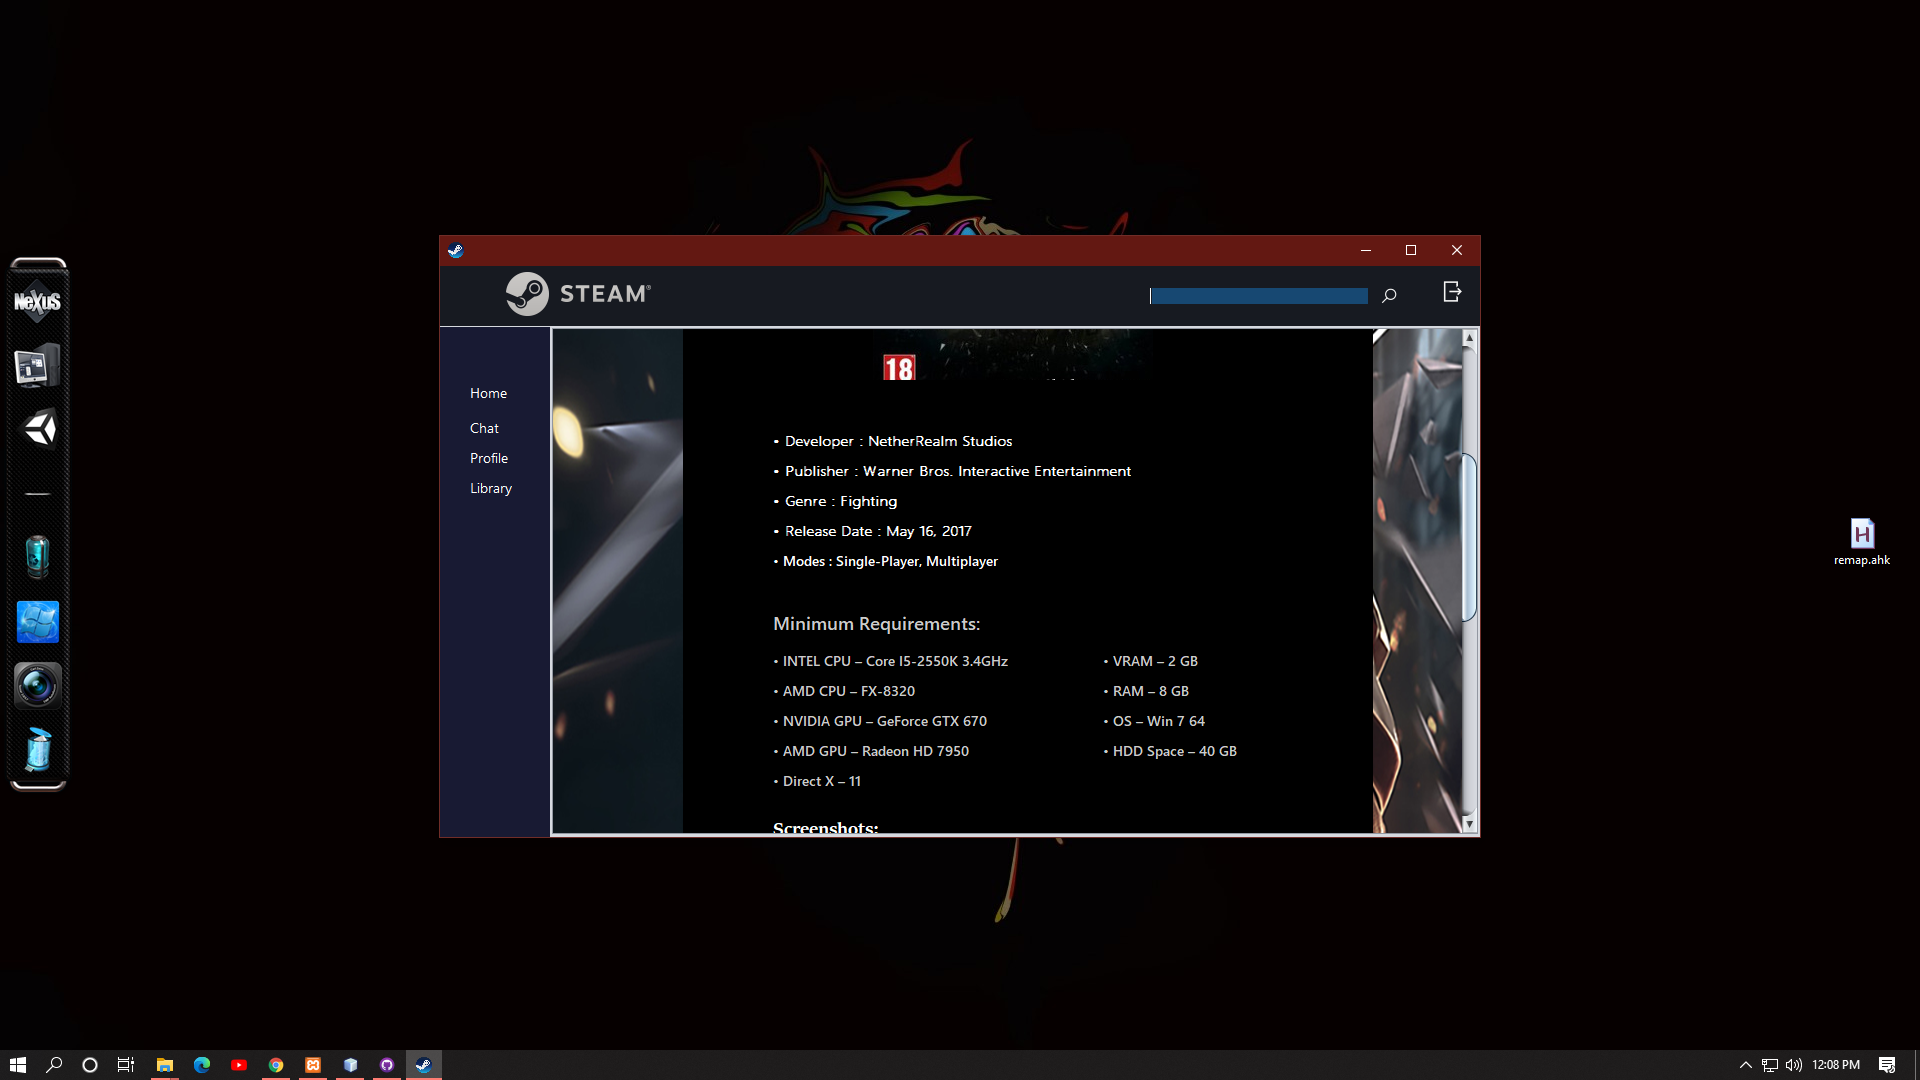 NeXuS
STEAM®
Home
Chat
Profile
Library
18
• Developer : NetherRealm Studios
• Publisher : Warner Bros. Interactive Entertainment
• Genre : Fighting
• Release Date : May 16, 2017
• Modes : Single-Player, Multiplayer
Minimum Requirements:
• INTEL CPU – Core I5-2550K 3.4GHz
• VRAM – 2 GB
• AMD CPU – FX-8320
• RAM – 8 GB
• NVIDIA GPU – GeForce GTX 670
• OS – Win 7 64
• AMD GPU – Radeon HD 7950
• HDD Space – 40 GB
• Direct X – 11
Screenshots:
H
remap.ahk
12:08 PM